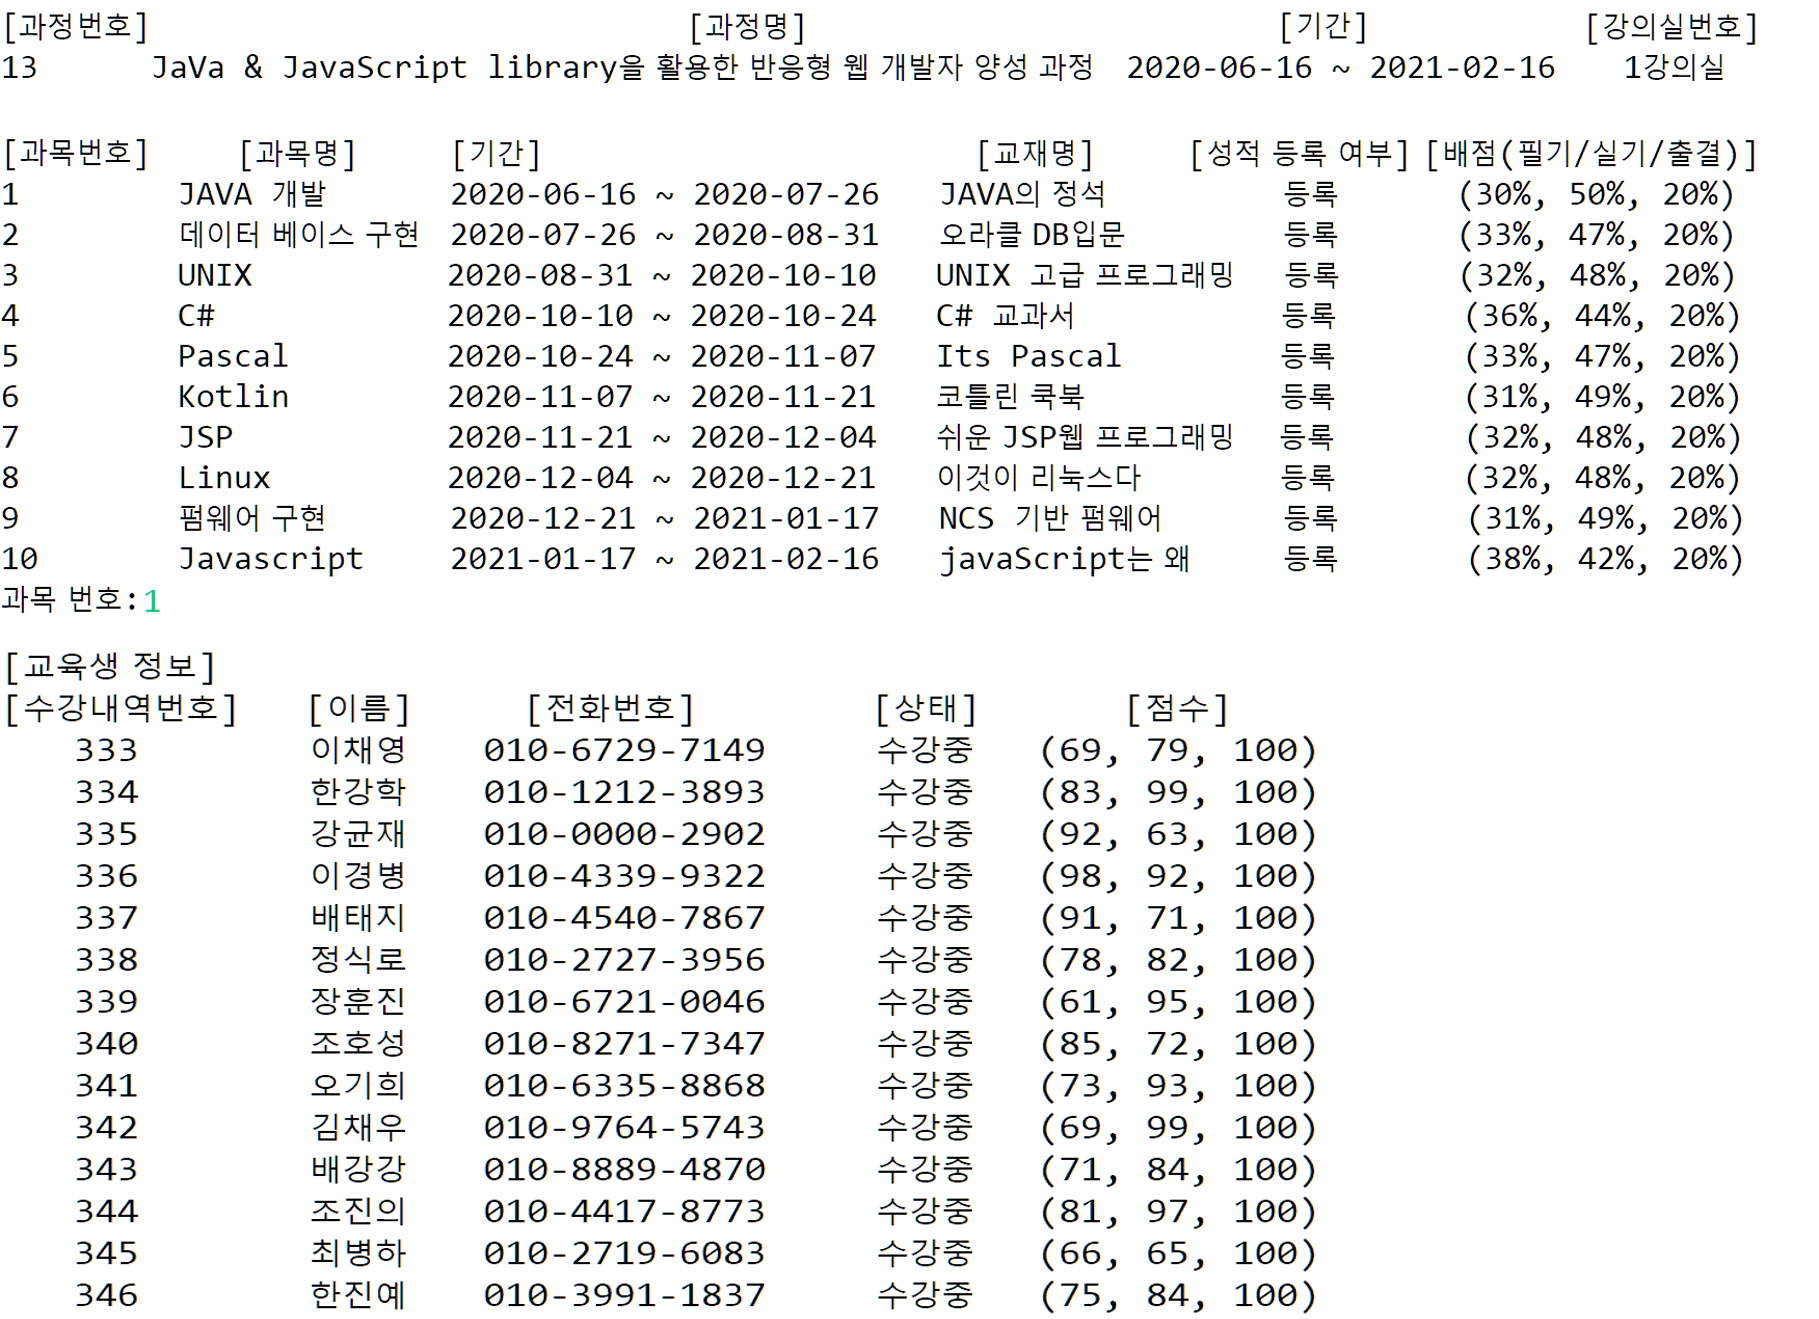 [과정번호] [과정명] [기간] [강의실번호]
13 JaVa & JavaScript library을 활용한 반응형 웹 개발자 양성 과정 2020-06-16 ~ 2021-02-16 1강의실
[과목번호] [과목명] [기간] [교재명] [성적 등록 여부] [배점(필기/실기/출결)]
1 JAVA 개발 2020-06-16 ~ 2020-07-26 JAVA의 정석 등록 (30%, 50%, 20%)
2 데이터 베이스 구현 2020-07-26 ~ 2020-08-31 오라클 DB입문 등록 (33%, 47%, 20%)
3 UNIX 2020-08-31 ~ 2020-10-10 UNIX 고급 프로그래밍 등록 (32%, 48%, 20%)
4 C# 2020-10-10 ~ 2020-10-24 C# 교과서 등록 (36%, 44%, 20%)
5 Pascal 2020-10-24 ~ 2020-11-07 Its Pascal 등록 (33%, 47%, 20%)
6 Kotlin 2020-11-07 ~ 2020-11-21 코틀린 쿡북 등록 (31%, 49%, 20%)
7 JSP 2020-11-21 ~ 2020-12-04 쉬운 JSP웹 프로그래밍 등록 (32%, 48%, 20%)
8 Linux 2020-12-04 ~ 2020-12-21 이것이 리눅스다 등록 (32%, 48%, 20%)
9 펌웨어 구현 2020-12-21 ~ 2021-01-17 NCS 기반 펌웨어 등록 (31%, 49%, 20%)
10 Javascript 2021-01-17 ~ 2021-02-16 javaScript는 왜 등록 (38%, 42%, 20%)
과목 번호:1
[교육생 정보]
[수강내역번호] [이름] [전화번호] [상태] [점수]
333 이채영 010-6729-7149 수강중 (69, 79, 100)
334 한강학 010-1212-3893 수강중 (83, 99, 100)
335 강균재 010-0000-2902 수강중 (92, 63, 100)
336 이경병 010-4339-9322 수강중 (98, 92, 100)
337 배태지 010-4540-7867 수강중 (91, 71, 100)
338 정식로 010-2727-3956 수강중 (78, 82, 100)
339 장훈진 010-6721-0046 수강중 (61, 95, 100)
340 조호성 010-8271-7347 수강중 (85, 72, 100)
341 오기희 010-6335-8868 수강중 (73, 93, 100)
342 김채우 010-9764-5743 수강중 (69, 99, 100)
343 배강강 010-8889-4870 수강중 (71, 84, 100)
344 조진의 010-4417-8773 수강중 (81, 97, 100)
345 최병하 010-2719-6083 수강중 (66, 65, 100)
346 한진예 010-3991-1837 수강중 (75, 84, 100)